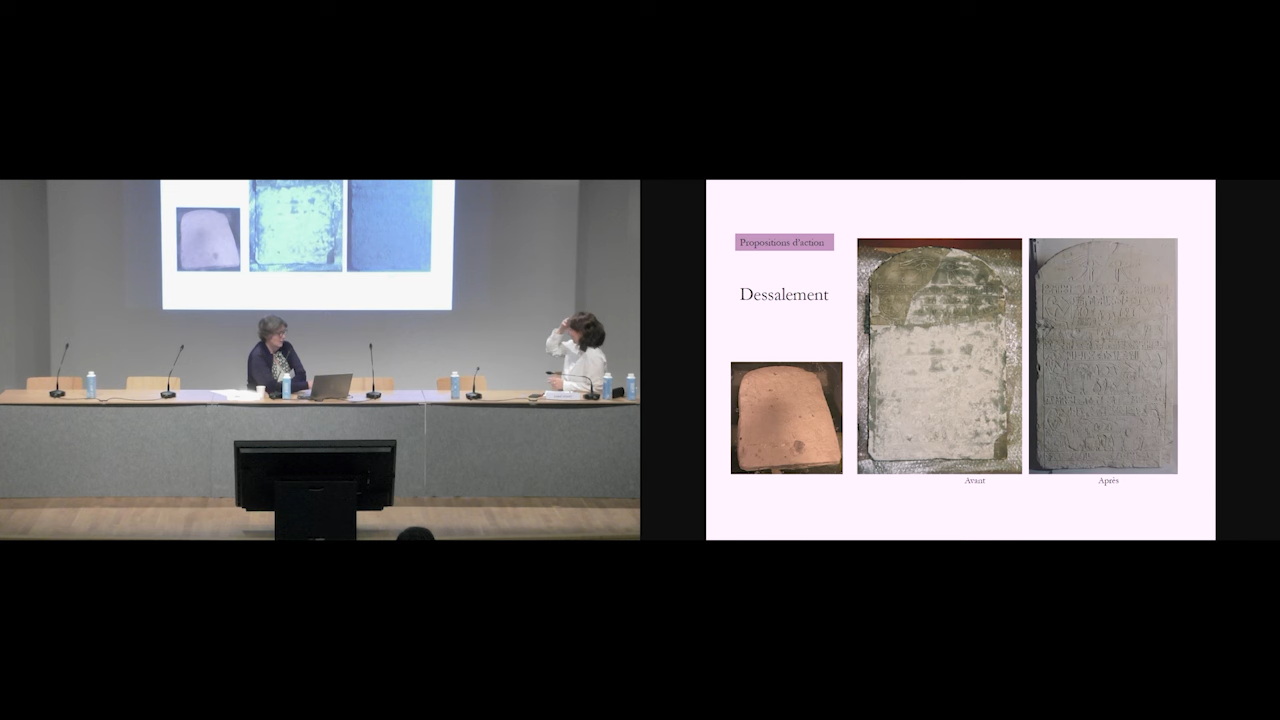 Propositions d'action
Dessalement
Avant
Après